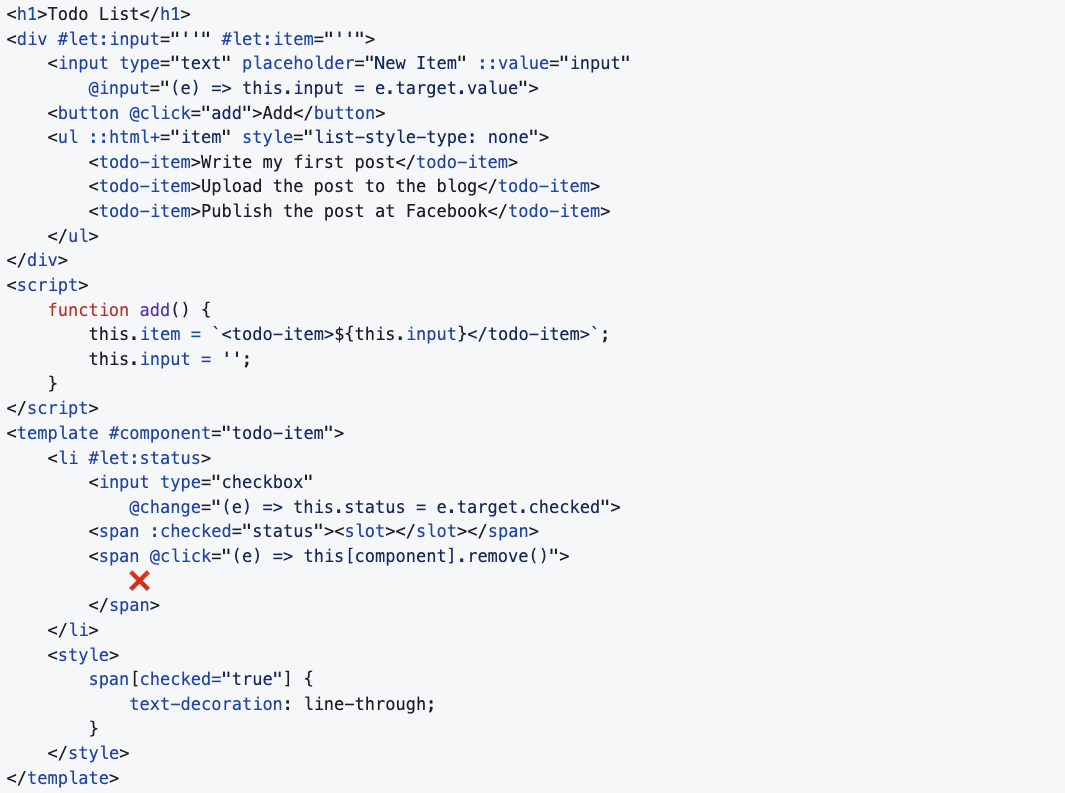 <h1>Todo List</h1>
<div #let:input="''" #let:item="''">
    <input type="text" placeholder="New Item" ::value="input"
        @input="(e) => this.input = e.target.value">
    <button @click="add">Add</button>
    <ul ::html+="item" style="list-style-type: none">
        <todo-item>Write my first post</todo-item>
        <todo-item>Upload the post to the blog</todo-item>
        <todo-item>Publish the post at Facebook</todo-item>
    </ul>
</div>
<script>
    function add() {
        this.item = `<todo-item>${this.input}</todo-item>`;
        this.input = '';
    }
</script>
<template #component="todo-item">
    <li #let:status>
        <input type="checkbox"
            @change="(e) => this.status = e.target.checked">
        <span :checked="status"><slot></slot></span>
        <span @click="(e) => this[component].remove()">
            ❌
        </span>
    </li>
    <style>
        span[checked="true"] {
            text-decoration: line-through;
        }
    </style>
</template>